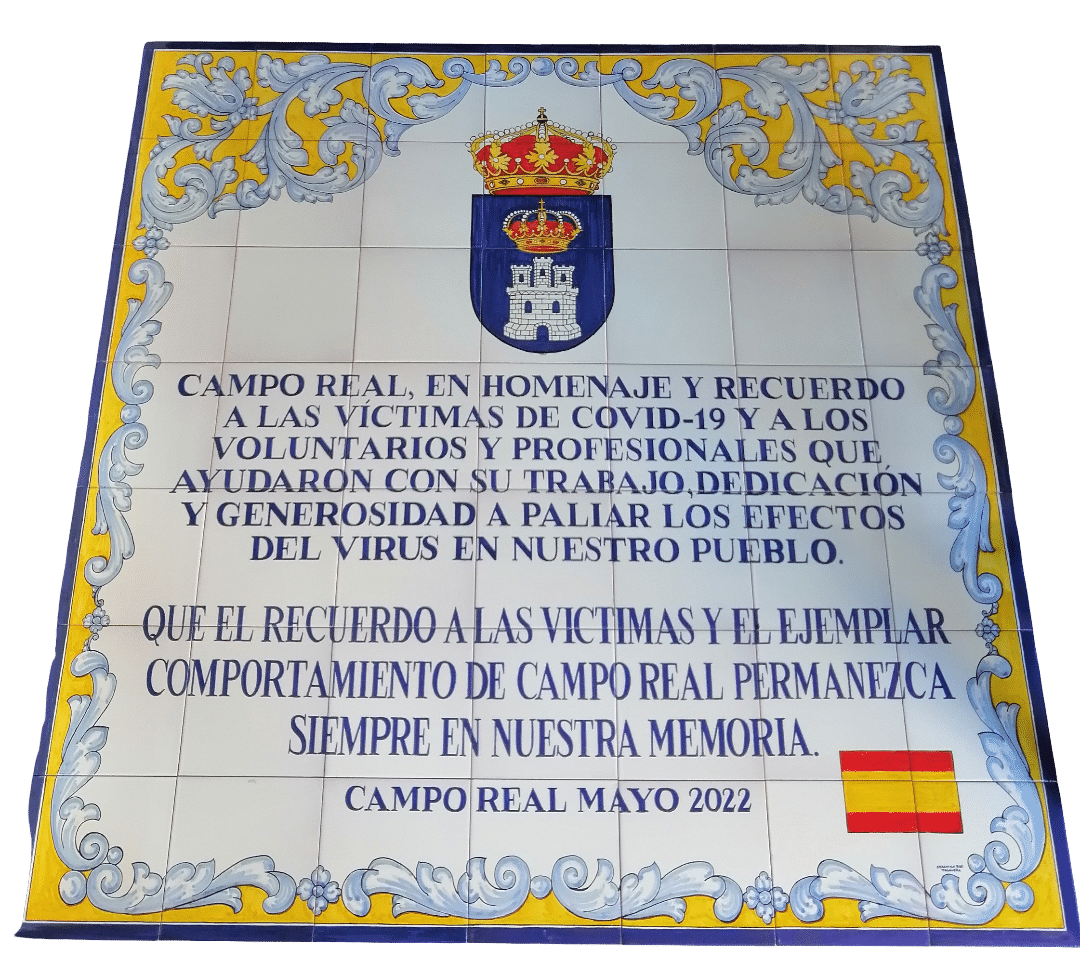 CAMPO REAL, EN HOMENAJE Y RECUERDO
A LAS VÍCTIMAS DE COVID-19 Y A LOS
VOLUNTARIOS Y PROFESIONALES QUE
AYUDARON CON SU TRABAJO, DEDICACIÓN
Y GENEROSIDAD A PALIAR LOS EFECTOS
DEL VIRUS EN NUESTRO PUEBLO.
QUE EL RECUERDO A LAS VICTIMAS Y EL EJEMPLAR
COMPORTAMIENTO DE CAMPO REAL PERMANEZCA
SIEMPRE EN NUESTRA MEMORIA.
CAMPO REAL MAYO 2022
TALAVERA